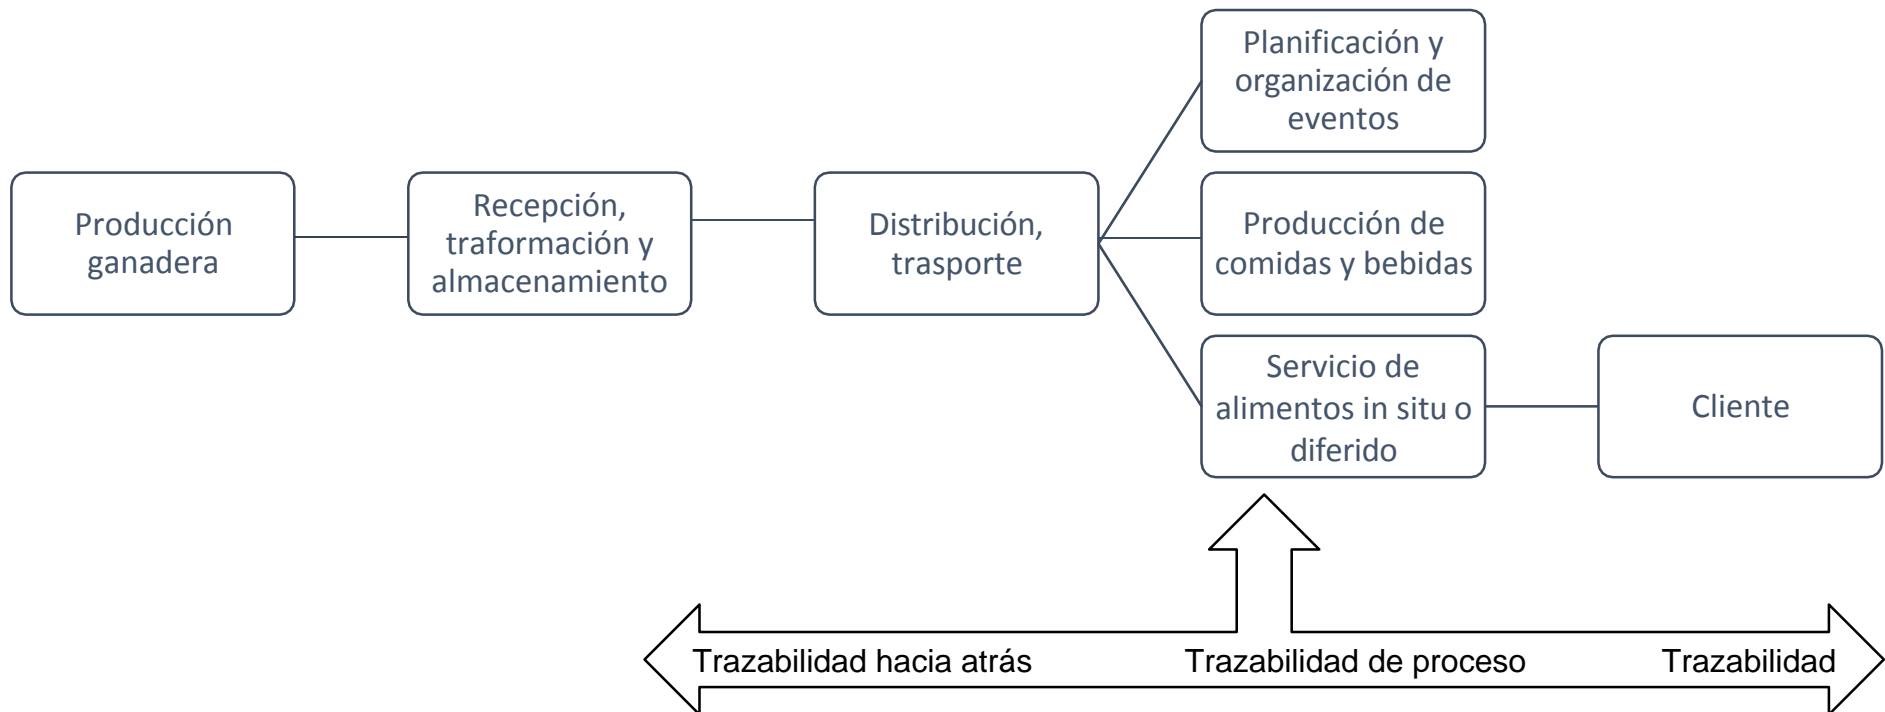 Planificación y
organización de
eventos
Producción
ganadera
Recepción,
traformación y
almacenamiento
Distribución,
trasporte
Producción de
comidas y bebidas
Servicio de
alimentos in situ o
diferido
Cliente
Trazabilidad hacia atrás
Trazabilidad de proceso
Trazabilidad